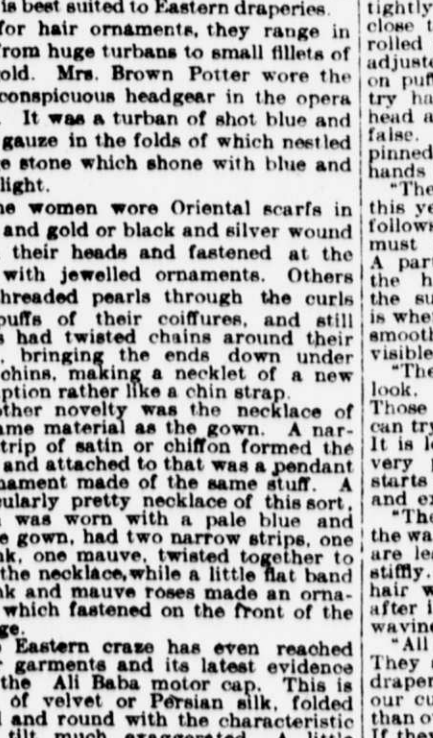 is best suited to Eastern draperies.
for hair ornaments, they range in
from huge turbans to small fillets of
old. Mrs. Brown Potter wore the
conspicuous headgear in the opera
. It was a turban of shot blue and
gauze in the folds of which nestled
e stone which shone with blue and
light.
ne women wore Oriental scarfs in
and gold or black and silver wound
their heads and fastened at the
with jewelled ornaments. Others
hreaded pearls through the curls
puffs of their coiffures, and still
s had twisted chains around their
, bringing the ends down under
chins, making a necklet of a new
ption rather like a chin strap.
other novelty was the necklace of
ame material as the gown. A nar-
trip of satin or chiffon formed the
and attached to that was a pendant
nament made of the same stuff. A
cularly pretty necklace of this sort,
was worn with a pale blue and
e gown, had two narrow strips, one
nk, one mauve, twisted together to
the necklace, while a little flat band
nk and mauve roses made an orna-
which fastened on the front of the
ge.
Eastern craze has even reached
r garments and its latest evidence
the Ali Baba motor cap. This is
of velvet or Persian silk, folded
and round with the characteristic
tilt much exaggerated. A little
tightly
close t
rolled
adjuste
on puff
try ha
head a
false.
pinned
hands
"The
this ye
follows
must
A par
the h
the su
is whe
smooth
visible
"The
look.
Those
can try
It is l
very p
starts
and ex
"The
the wa
are le
stiffly.
hair w
after i
waving
"All
They
draper
our cu
than o
If they